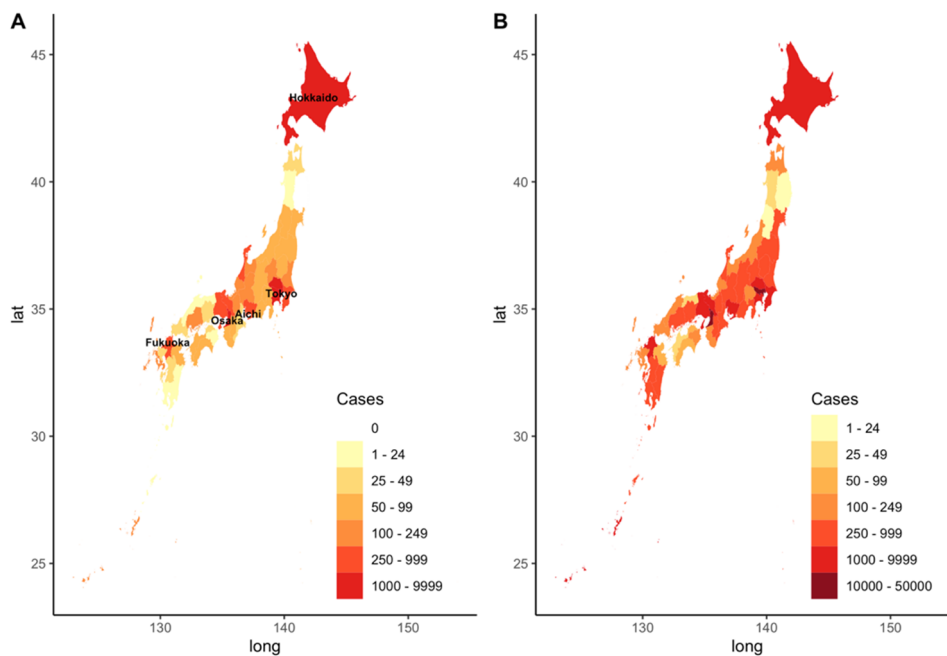 A
B
45
40
35
30
25
lat
130
140
150
long
Hokkaido
Tokyo
Aichi
Osaka
Fukuoka
Cases
0
1 - 24
25 - 49
50 - 99
100 - 249
250 - 999
1000 - 9999
45
40
35
30
25
lat
130
140
150
long
Cases
1 - 24
25 - 49
50 - 99
100 - 249
250 - 999
1000 - 9999
10000 - 50000